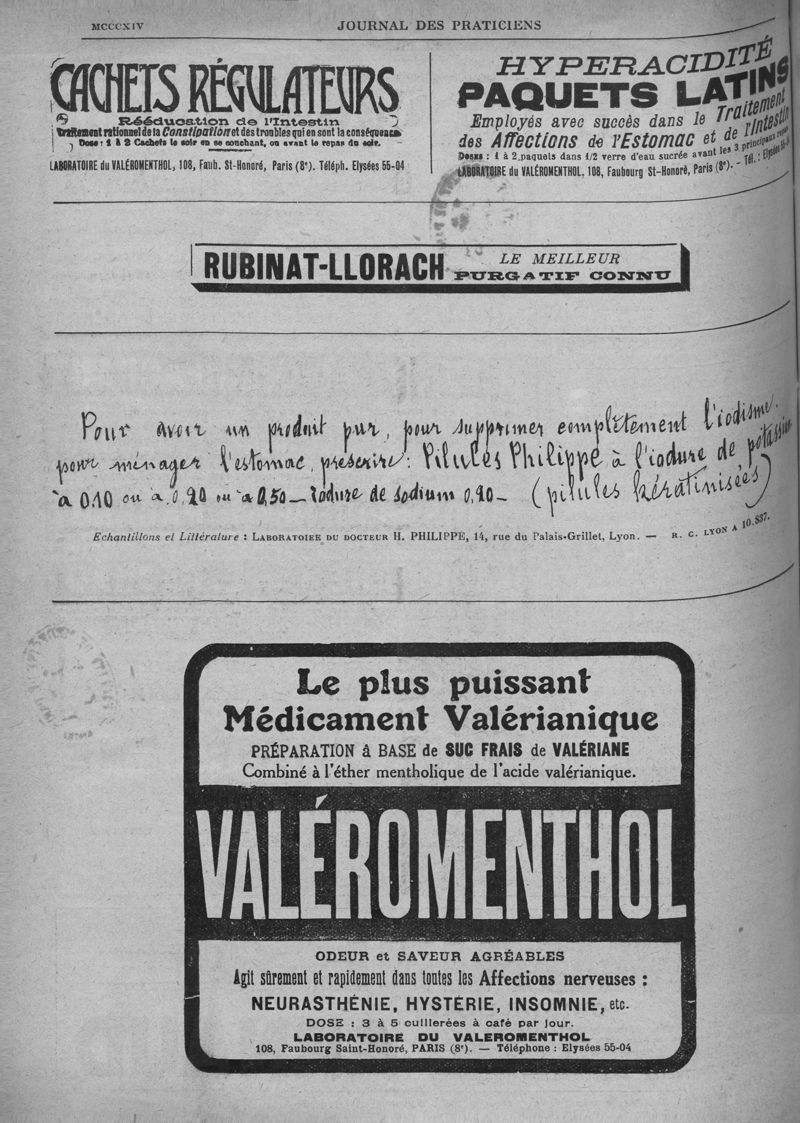 MCCCXIV
JOURNAL DES PRATICIENS
CACHETS RÉGULATEURS
Rééducation de l'Intestin
Traitement rationnel de la Constipation et des troubles qui en sont la conséquence
Dose : 1 à 2 Cachets le soir en se couchant, ou avant le repas du soir.
LABORATOIRE du VALÉROMENTHOL, 108, Faub. St-Honoré, Paris (8e). Téléph. Elysées 55-04
HYPERACIDITÉ
PAQUETS LATINS
Employés avec succès dans le Traitement
des Affections de l'Estomac et de l'Intestin
DOSES : 1 à 2 paquets dans 1/2 verre d'eau sucrée avant les 3 principaux repas
LABORATOIRE du VALÉROMENTHOL, 108, Faubourg St-Honoré, Paris (8e). - Tél. : Elysées
RUBINAT-LLORACH
LE MEILLEUR
PURGATIF CONNU
Pour avoir un produit pur, pour supprimer complètement l'iodisme.
pour ménager l'estomac, prescrire : Pilules Philippe à l'iodure de potassium
à 0.10 ou à 0.20 ou à 0,50 — Iodure de sodium 0,20 — (pilules kératinisées)
Echantillons et Littérature : LABORATOIRE DU DOCTEUR H. PHILIPPE, 14, rue du Palais-Grillet, Lyon. — R. C. LYON A 10.837.
Le plus puissant
Médicament Valérianique
PRÉPARATION à BASE de SUC FRAIS de VALÉRIANE
Combiné à l'éther mentholique de l'acide valérianique.
VALÉROMENTHOL
ODEUR et SAVEUR AGRÉABLES
Agit sûrement et rapidement dans toutes les Affections nerveuses :
NEURASTHÉNIE, HYSTÉRIE, INSOMNIE, etc.
DOSE : 3 à 5 cuillerées à café par jour.
LABORATOIRE DU VALEROMENTHOL
108, Faubourg Saint-Honoré, PARIS (8e). — Téléphone : Elysées 55-04